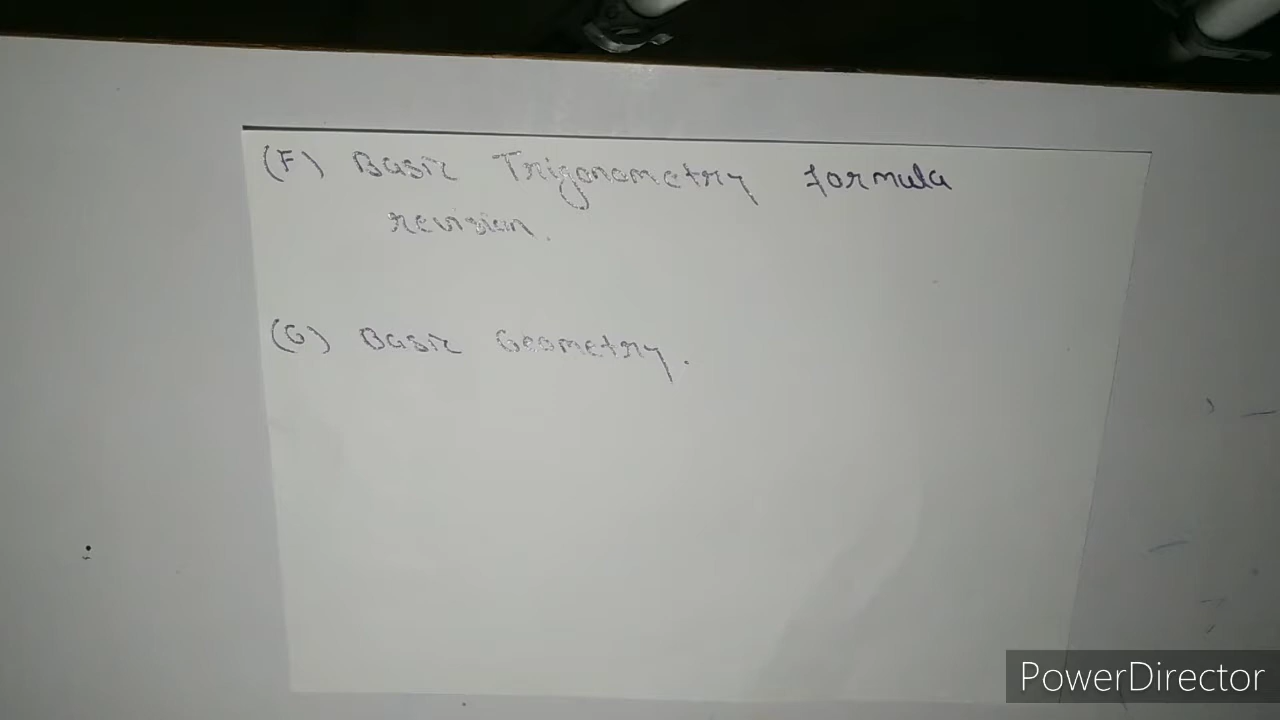 (F) Basic Trigonometry formula
revision.
(G) Basic Geometry.
PowerDirector